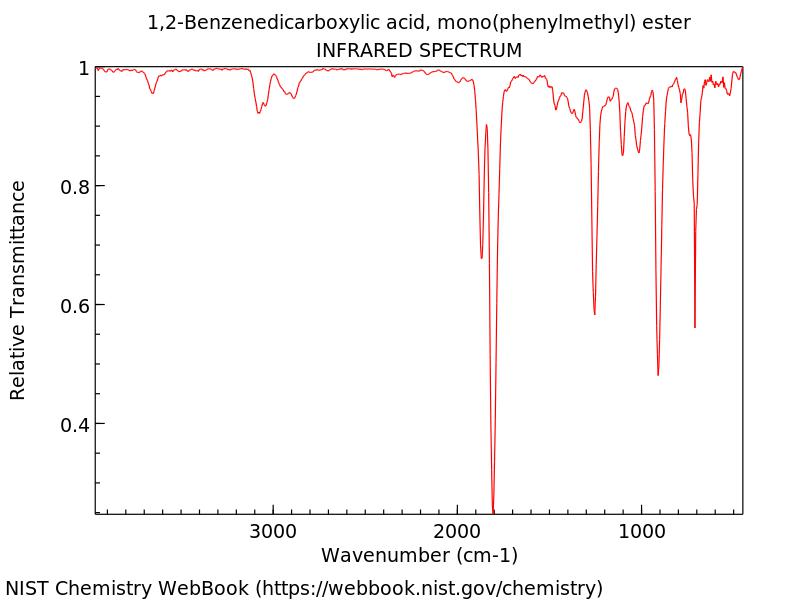 1,2-Benzenedicarboxylic acid, mono(phenylmethyl) ester
INFRARED SPECTRUM
1
0.8
0.6
0.4
Relative Transmittance
3000 2000 1000
Wavenumber (cm-1)
NIST Chemistry WebBook (https://webbook.nist.gov/chemistry)